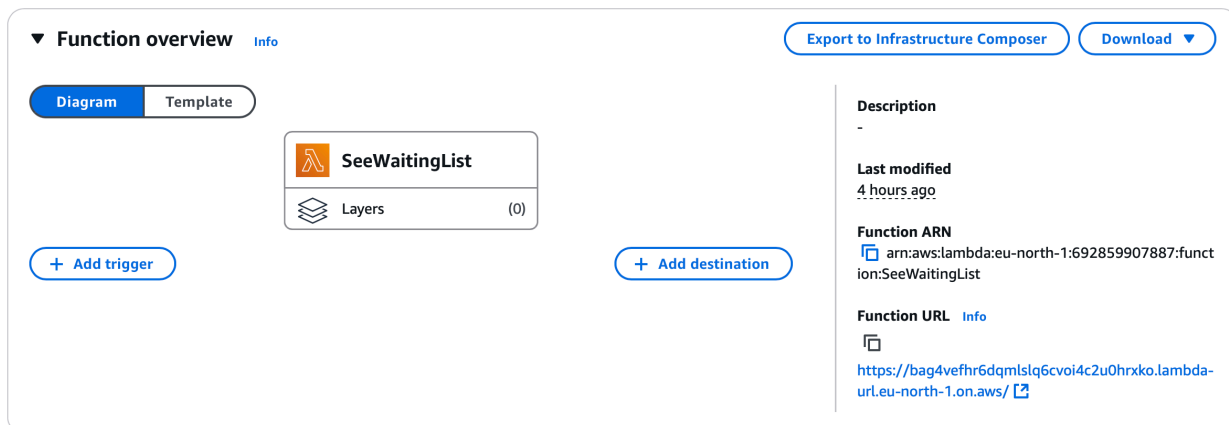 Function overview
Info
Export to Infrastructure Composer
Download
Diagram
Template
SeeWaitingList
Layers
(0)
+ Add trigger
+ Add destination
Description
-
Last modified
4 hours ago
Function ARN
arn:aws:lambda:eu-north-1:692859907887:funct
ion:SeeWaitingList
Function URL
Info
https://bag4vefhr6dqmlslq6cvoi4c2u0hrxko.lambda-
url.eu-north-1.on.aws/